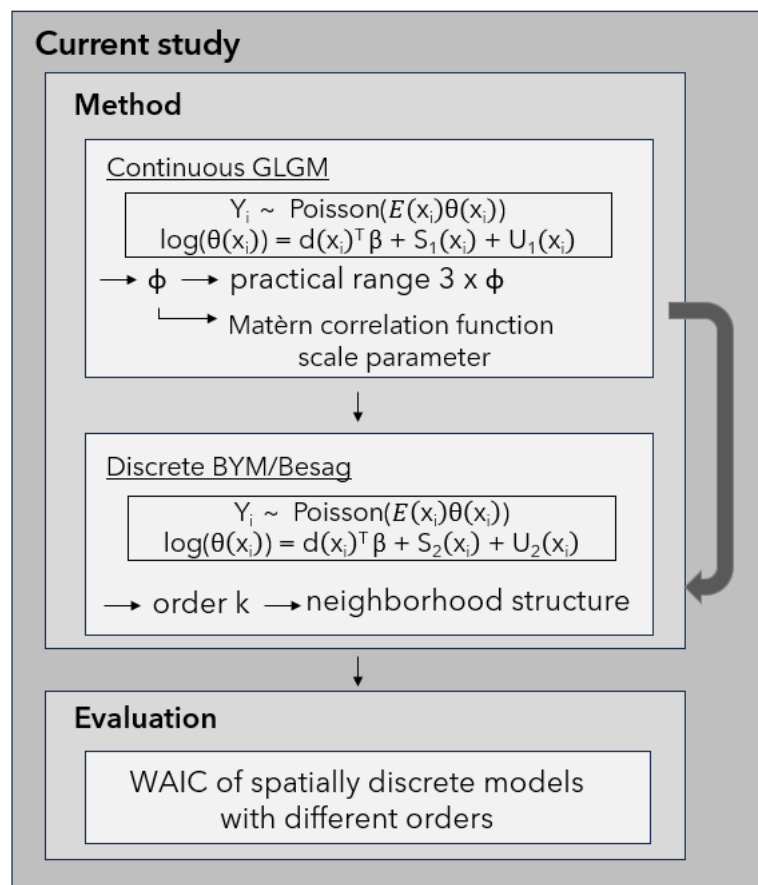 Current study
Method
Continuous GLGM
Yᵢ ~ Poisson(E(xᵢ)θ(xᵢ))
log(θ(xᵢ)) = d(xᵢ)ᵀβ + S₁(xᵢ) + U₁(xᵢ)
→ ϕ → practical range 3 x ϕ
Matèrn correlation function
scale parameter
Discrete BYM/Besag
Yᵢ ~ Poisson(E(xᵢ)θ(xᵢ))
log(θ(xᵢ)) = d(xᵢ)ᵀβ + S₂(xᵢ) + U₂(xᵢ)
→ order k → neighborhood structure
Evaluation
WAIC of spatially discrete models
with different orders